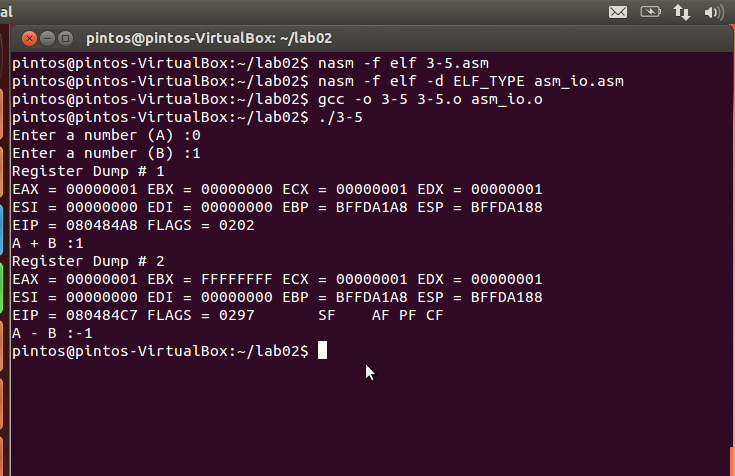 al
pintos@pintos-VirtualBox: ~/lab02
pintos@pintos-VirtualBox:~/lab02$ nasm -f elf 3-5.asm
pintos@pintos-VirtualBox:~/lab02$ nasm -f elf -d ELF_TYPE asm_io.asm
pintos@pintos-VirtualBox:~/lab02$ gcc -o 3-5 3-5.o asm_io.o
pintos@pintos-VirtualBox:~/lab02$ ./3-5
Enter a number (A) :0
Enter a number (B) :1
Register Dump # 1
EAX = 00000001 EBX = 00000000 ECX = 00000001 EDX = 00000001
ESI = 00000000 EDI = 00000000 EBP = BFFDA1A8 ESP = BFFDA188
EIP = 080484A8 FLAGS = 0202
A + B :1
Register Dump # 2
EAX = 00000001 EBX = FFFFFFFF ECX = 00000001 EDX = 00000001
ESI = 00000000 EDI = 00000000 EBP = BFFDA1A8 ESP = BFFDA188
EIP = 080484C7 FLAGS = 0297       SF    AF PF CF
A - B :-1
pintos@pintos-VirtualBox:~/lab02$